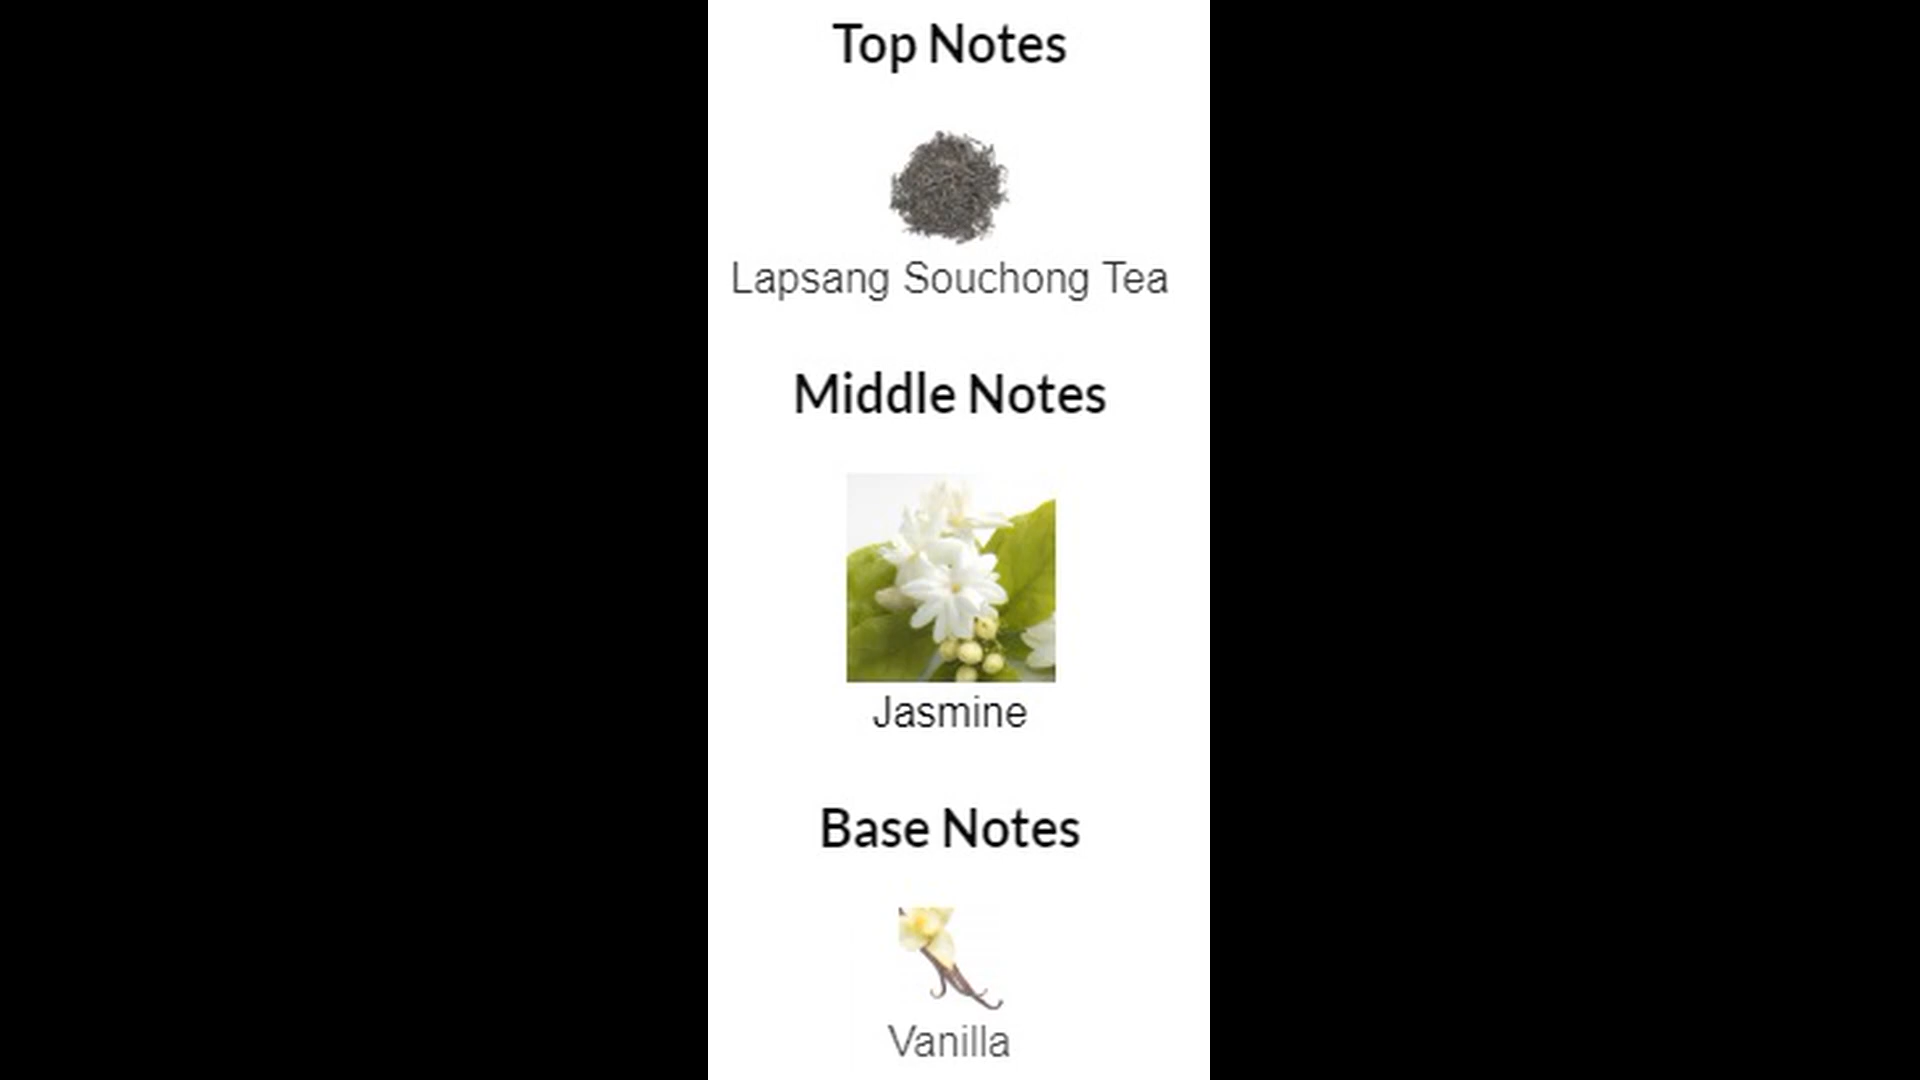 Top Notes
Lapsang Souchong Tea
Middle Notes
Jasmine
Base Notes
Vanilla